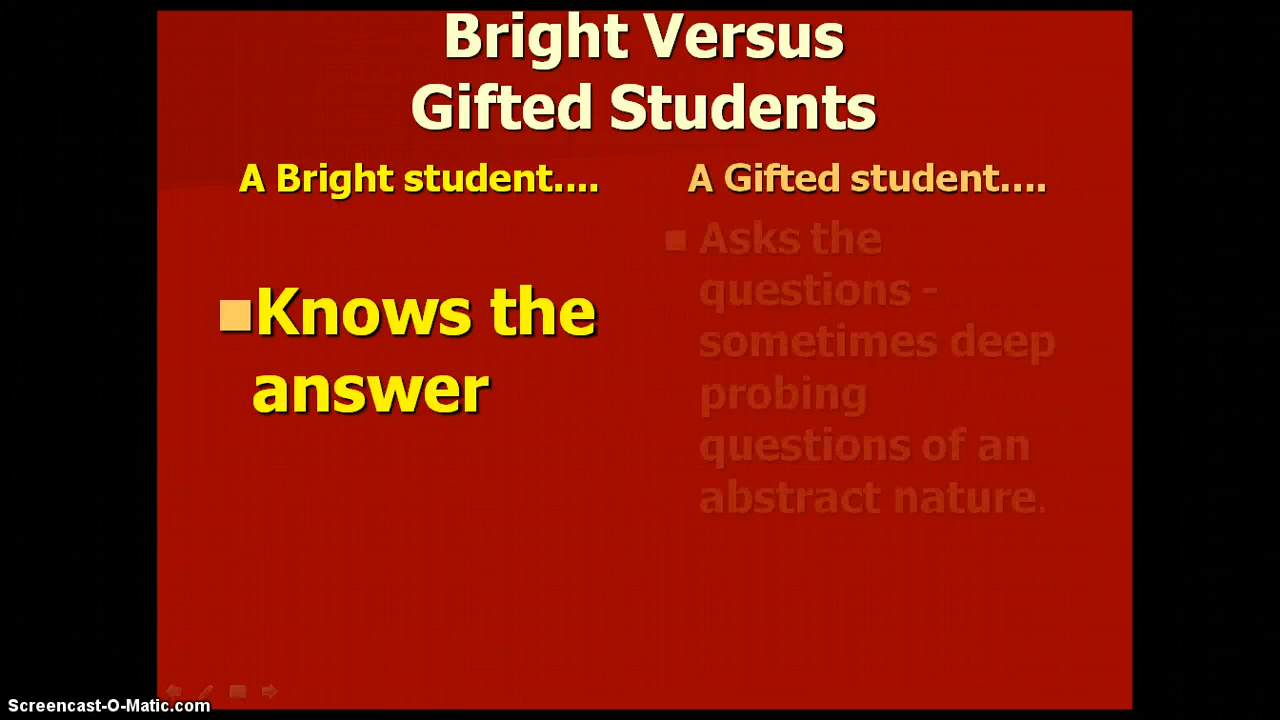 Bright Versus
Gifted Students
A Bright student....
Knows the
answer
A Gifted student....
Asks the
questions -
sometimes deep
probing
questions of an
abstract nature.
Screencast-O-Matic.com